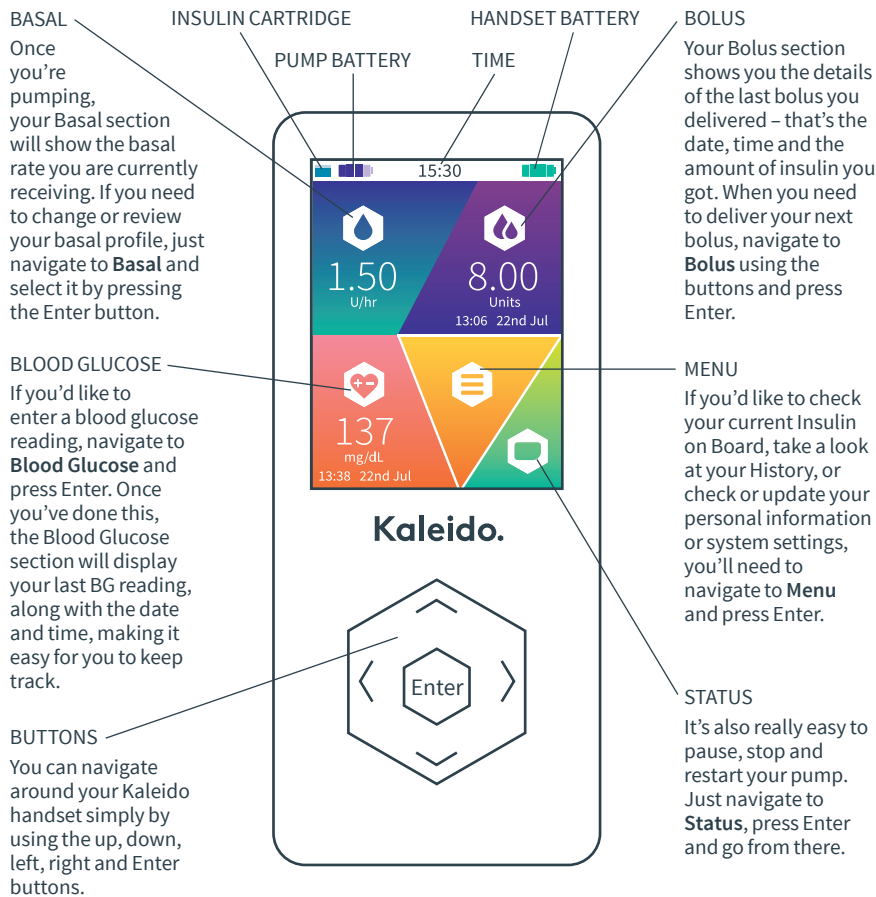 BASAL
Once
you're
pumping,
your Basal section
will show the basal
rate you are currently
receiving. If you need
to change or review
your basal profile, just
navigate to Basal and
select it by pressing
the Enter button.
INSULIN CARTRIDGE
PUMP BATTERY
TIME
HANDSET BATTERY
BOLUS
Your Bolus section
shows you the details
of the last bolus you
delivered – that's the
date, time and the
amount of insulin you
got. When you need
to deliver your next
bolus, navigate to
Bolus using the
buttons and press
Enter.
15:30
1.50
U/hr
8.00
Units
13:06 22nd Jul
137
mg/dL
13:38 22nd Jul
Kaleido.
Enter
BLOOD GLUCOSE
If you'd like to
enter a blood glucose
reading, navigate to
Blood Glucose and
press Enter. Once
you've done this,
the Blood Glucose
section will display
your last BG reading,
along with the date
and time, making it
easy for you to keep
track.
MENU
If you'd like to check
your current Insulin
on Board, take a look
at your History, or
check or update your
personal information
or system settings,
you'll need to
navigate to Menu
and press Enter.
BUTTONS
You can navigate
around your Kaleido
handset simply by
using the up, down,
left, right and Enter
buttons.
STATUS
It's also really easy to
pause, stop and
restart your pump.
Just navigate to
Status, press Enter
and go from there.